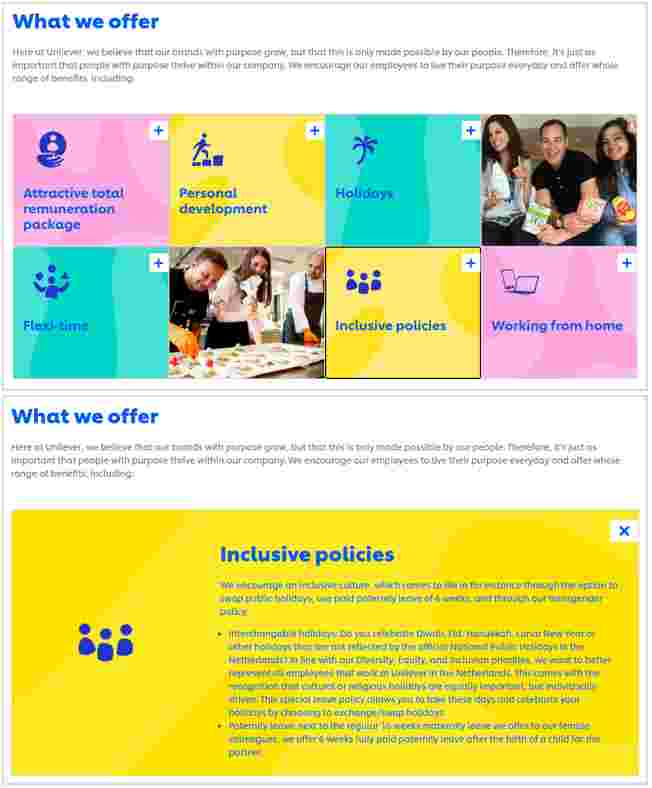 What we offer
Here at Unilever, we believe that our brands with purpose grow, but that this is only made possible by our people. Therefore, it's just as
important that people with purpose thrive within our company. We encourage our employees to live their purpose everyday and offer whole
range of benefits, including:
+
+
+
Attractive total
remuneration
package
Personal
development
Holidays
+
+
+
Flexi-time
Inclusive policies
Working from home
What we offer
Here at Unilever, we believe that our brands with purpose grow, but that this is only made possible by our people. Therefore, it's just as
important that people with purpose thrive within our company. We encourage our employees to live their purpose everyday and offer whole
range of benefits, including:
X
Inclusive policies
We encourage an inclusive culture, which comes to life in for instance through the option to
swap public holidays, our paid paternity leave of 6 weeks, and through our transgender
policy.
• Interchangable holidays: Do you celebrate Diwali, Eid, Hanukkah, Lunar New Year or
other holidays that are not reflected by the official National Public Holidays in the
Netherlands? In line with our Diversity, Equity, and Inclusion priorities, we want to better
represent all employees that work at Unilever in the Netherlands. This comes with the
recognition that cultural or religious holidays are equally important, but individually
driven. This special leave policy allows you to take these days and celebrate your
holidays by choosing to exchange/swap holidays.
• Paternity leave: next to the regular 16 weeks maternity leave we offer to our female
colleagues, we offer 6 weeks fully paid paternity leave after the birth of a child for the
partner.